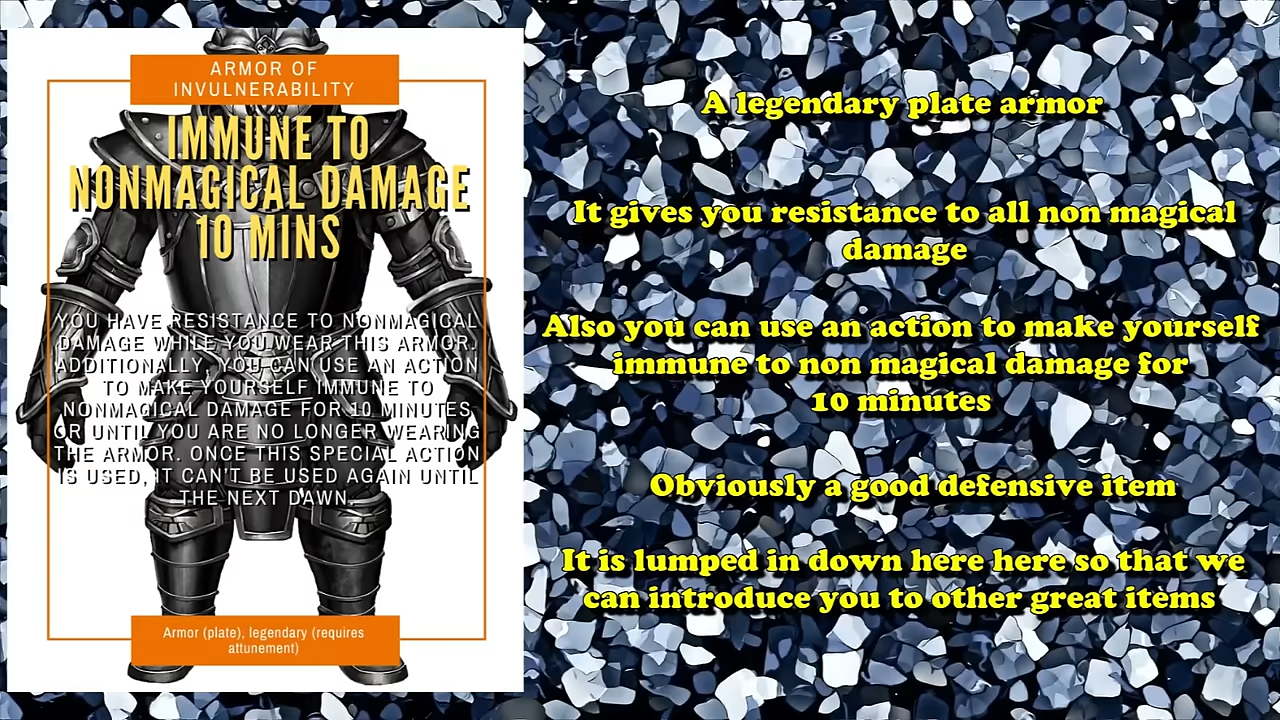 ARMOR OF
INVULNERABILITY
IMMUNE TO
NONMAGICAL DAMAGE
10 MINS
YOU HAVE RESISTANCE TO NONMAGICAL
DAMAGE WHILE YOU WEAR THIS ARMOR.
ADDITIONALLY, YOU CAN USE AN ACTION
TO MAKE YOURSELF IMMUNE TO
NONMAGICAL DAMAGE FOR 10 MINUTES
OR UNTIL YOU ARE NO LONGER WEARING
THE ARMOR. ONCE THIS SPECIAL ACTION
IS USED, IT CAN'T BE USED AGAIN UNTIL
THE NEXT DAWN.
Armor (plate), legendary (requires
attunement)
A legendary plate armor
It gives you resistance to all non magical
damage
Also you can use an action to make yourself
immune to non magical damage for
10 minutes
Obviously a good defensive item
It is lumped in down here here so that we
can introduce you to other great items